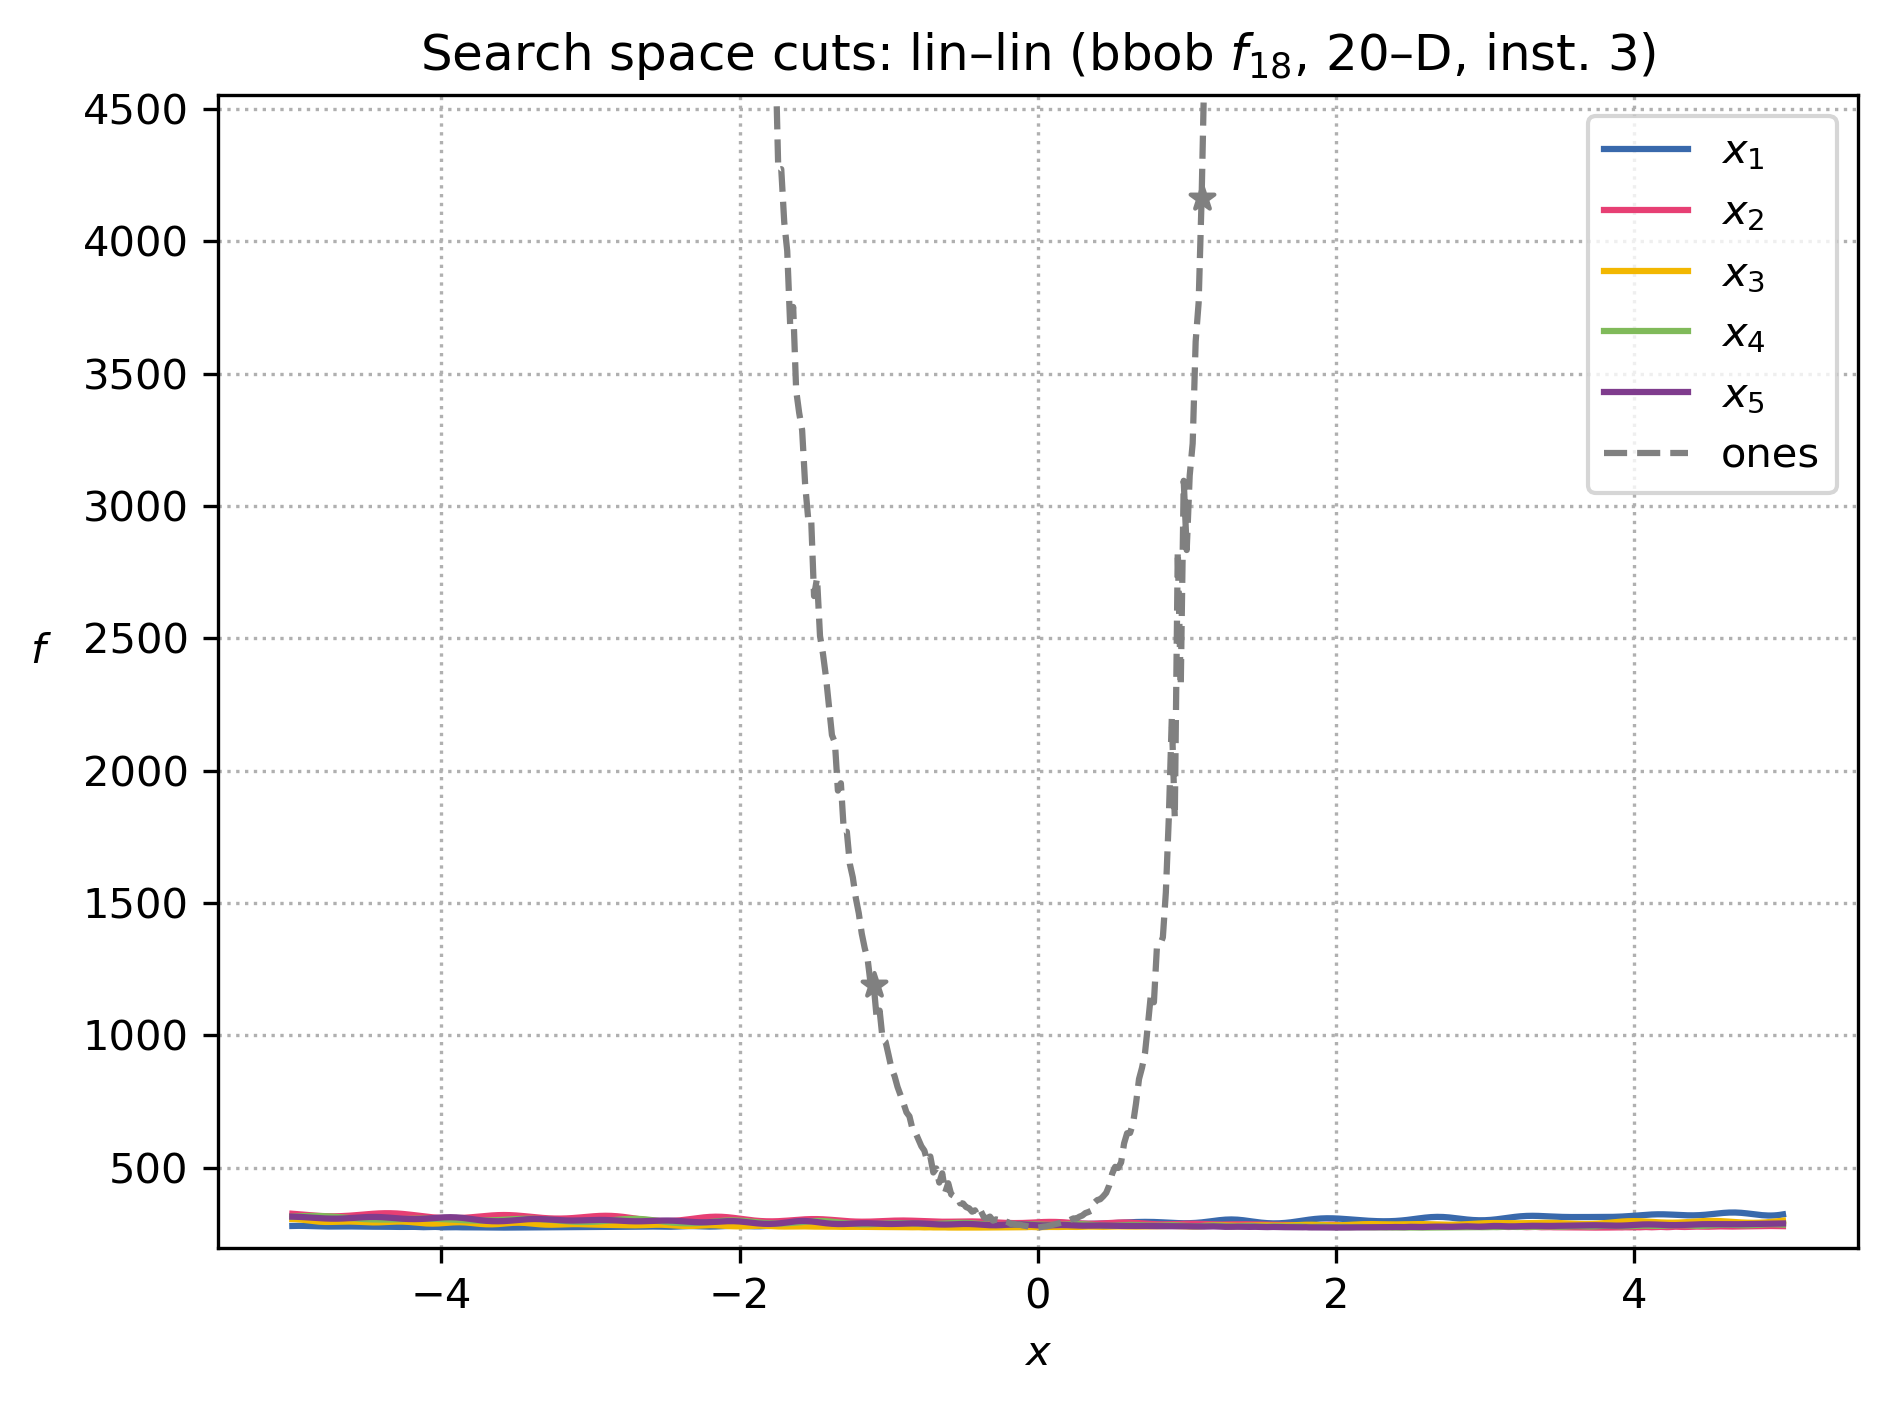 Search space cuts: lin–lin (bbob f₁₈, 20–D, inst. 3)
4500
4000
3500
3000
2500
2000
1500
1000
500
f
−4
−2
0
2
4
x
x₁
x₂
x₃
x₄
x₅
ones